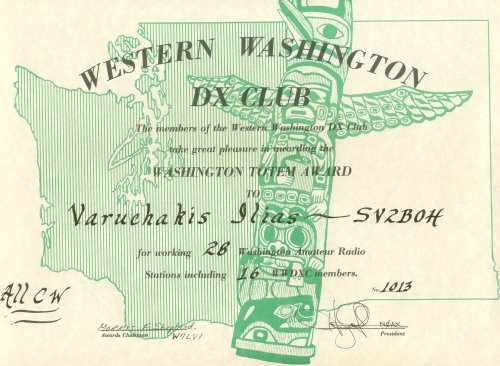 WESTERN WASHINGTON
DX CLUB
The members of the Western Washington DX Club
take great pleasure in awarding the
WASHINGTON TOTEM AWARD
TO
Varuchakis Ilias — SV2BOH
for working 28 Washington Amateur Radio
Stations including 16 WWDXC members.
No. 1013
All CW
Awards Chairman
President